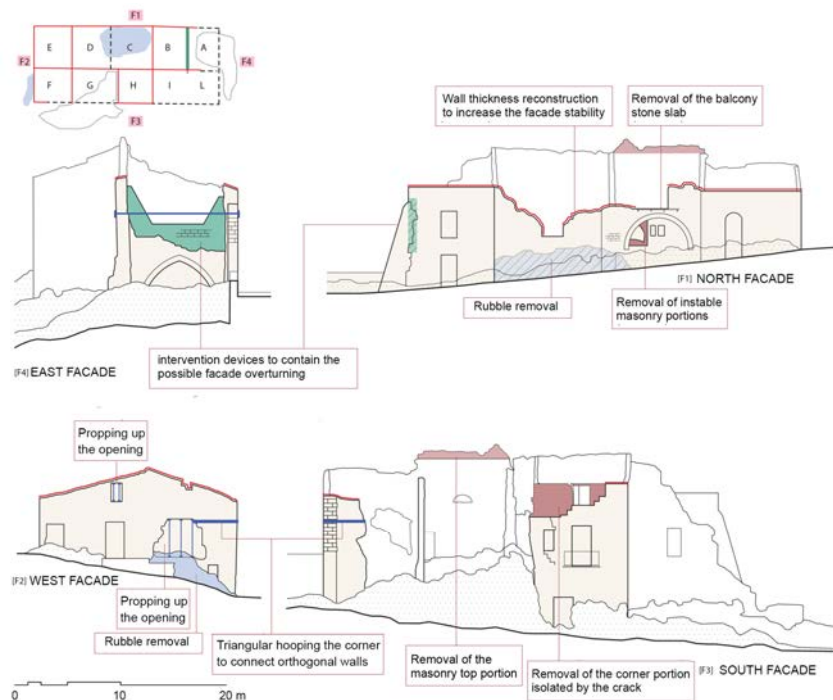 F1
E
D
C
B
A
F2
F4
F
G
H
I
L
F3
Wall thickness reconstruction
to increase the facade stability
Removal of the balcony
stone slab
Rubble removal
[F1] NORTH FACADE
Removal of instable
masonry portions
intervention devices to contain the
possible facade overturning
[F4] EAST FACADE
Propping up
the opening
[F2] WEST FACADE
Propping up
the opening
Rubble removal
Triangular hooping the corner
to connect orthogonal walls
Removal of the
masonry top portion
Removal of the corner portion
isolated by the crack
[F3] SOUTH FACADE
0
10
20 m